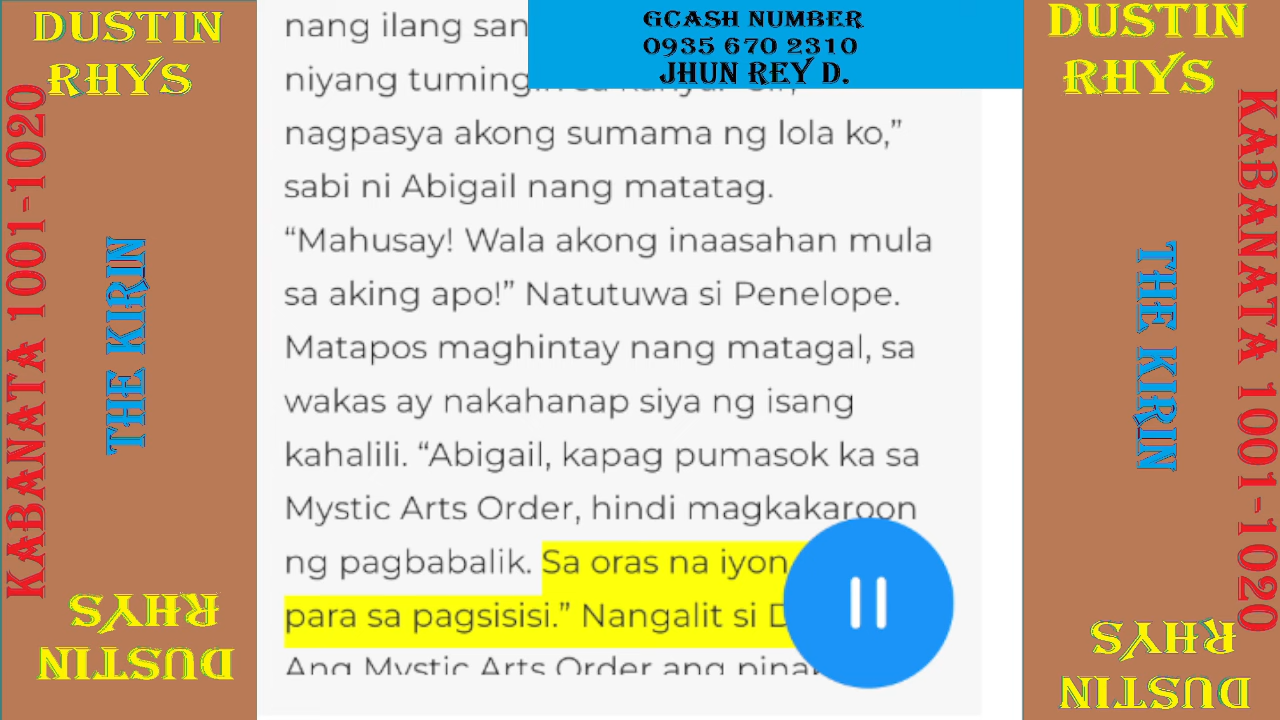 DUSTIN
RHYS
KABANATA 1001-1020
THE KIRIN
DUSTIN
RHYS
GCASH NUMBER
0935 670 2310
JHUN REY D.
nang ilang
nagpasya akong sumama ng lola ko,”
sabi ni Abigail nang matatag.
“Mahusay! Wala akong inaasahan mula
sa aking apo!” Natutuwa si Penelope.
Matapos maghintay nang matagal, sa
wakas ay nakahanap siya ng isang
kahalili. “Abigail, kapag pumasok ka sa
Mystic Arts Order, hindi magkakaroon
ng pagbabalik. Sa oras na iyon
para sa pagsisisi.” Nangalit si
Ang Mystic Arts Order ang
DUSTIN
RHYS
KABANATA 1001-1020
THE KIRIN
DUSTIN
RHYS